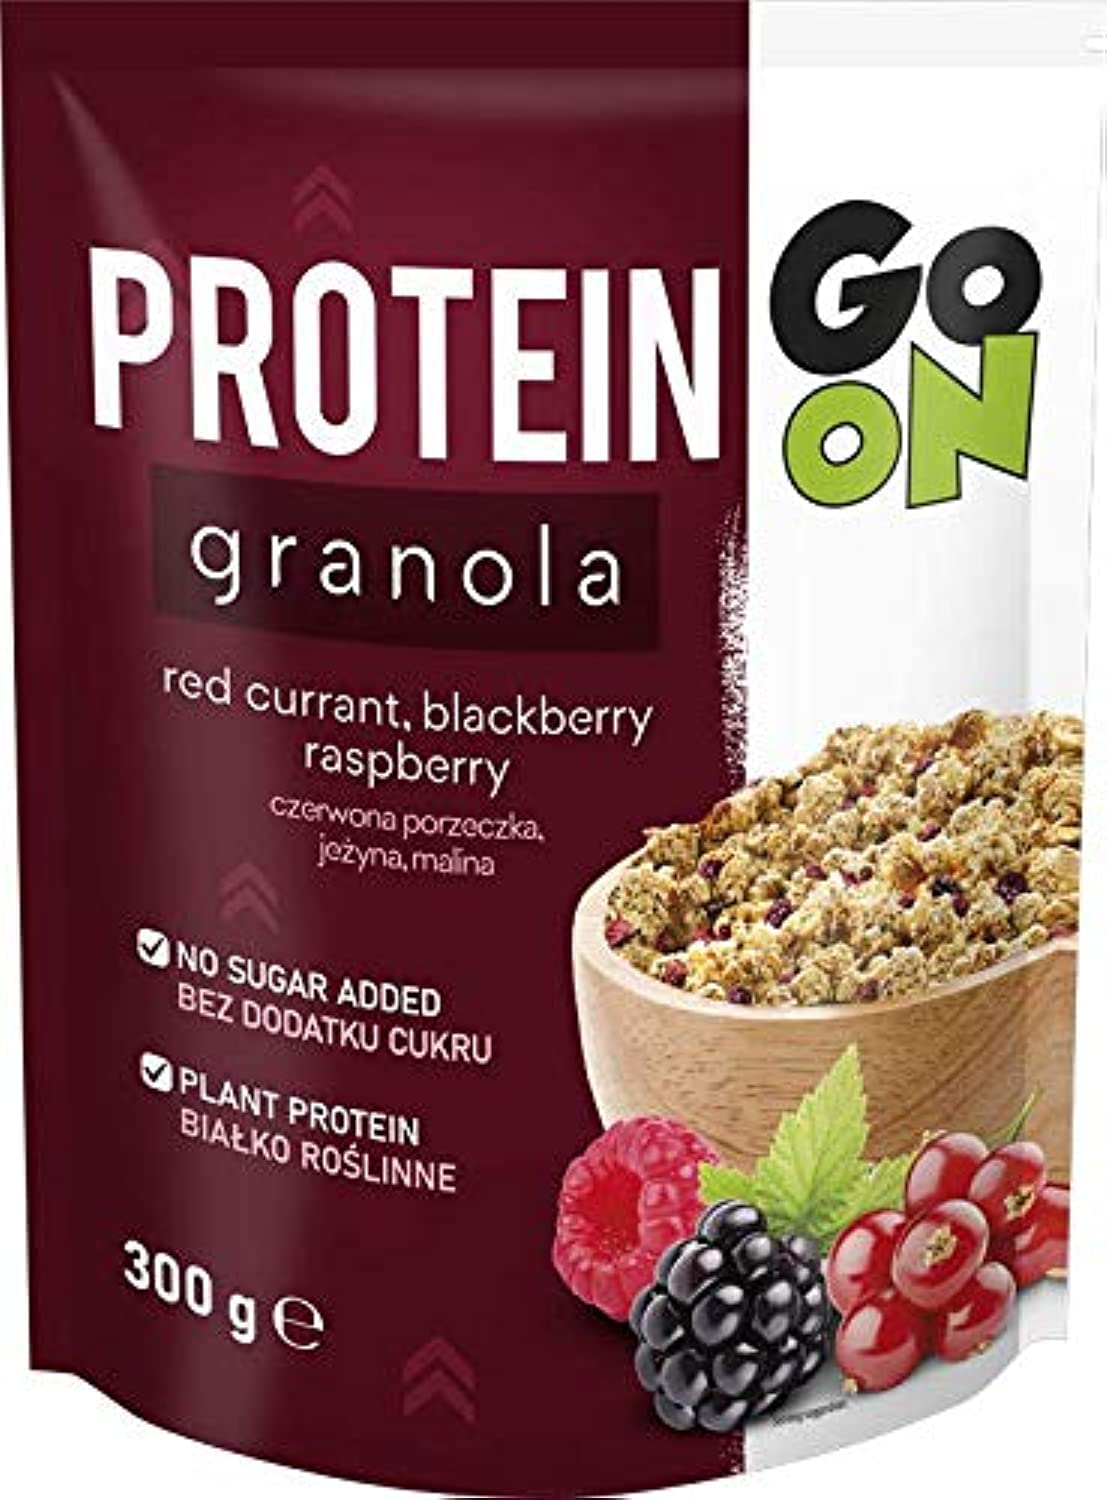 PROTEIN
granola
red currant, blackberry
raspberry
czerwona porzeczka,
jeżyna, malina
NO SUGAR ADDED
BEZ DODATKU CUKRU
PLANT PROTEIN
BIAŁKO ROŚLINNE
300 g ℮
GO
ON